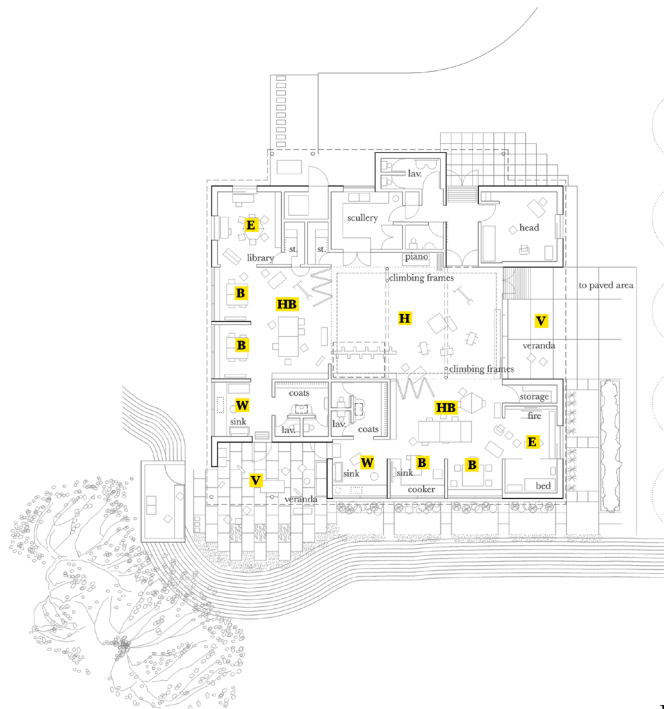 lav.
scullery
E
head
library
st.
st.
piano
climbing frames
to paved area
B
HB
H
V
B
veranda
climbing frames
coats
storage
W
HB
fire
sink
lav.
lav.
coats
E
V
W
B
B
sink
sink
veranda
cooker
bed